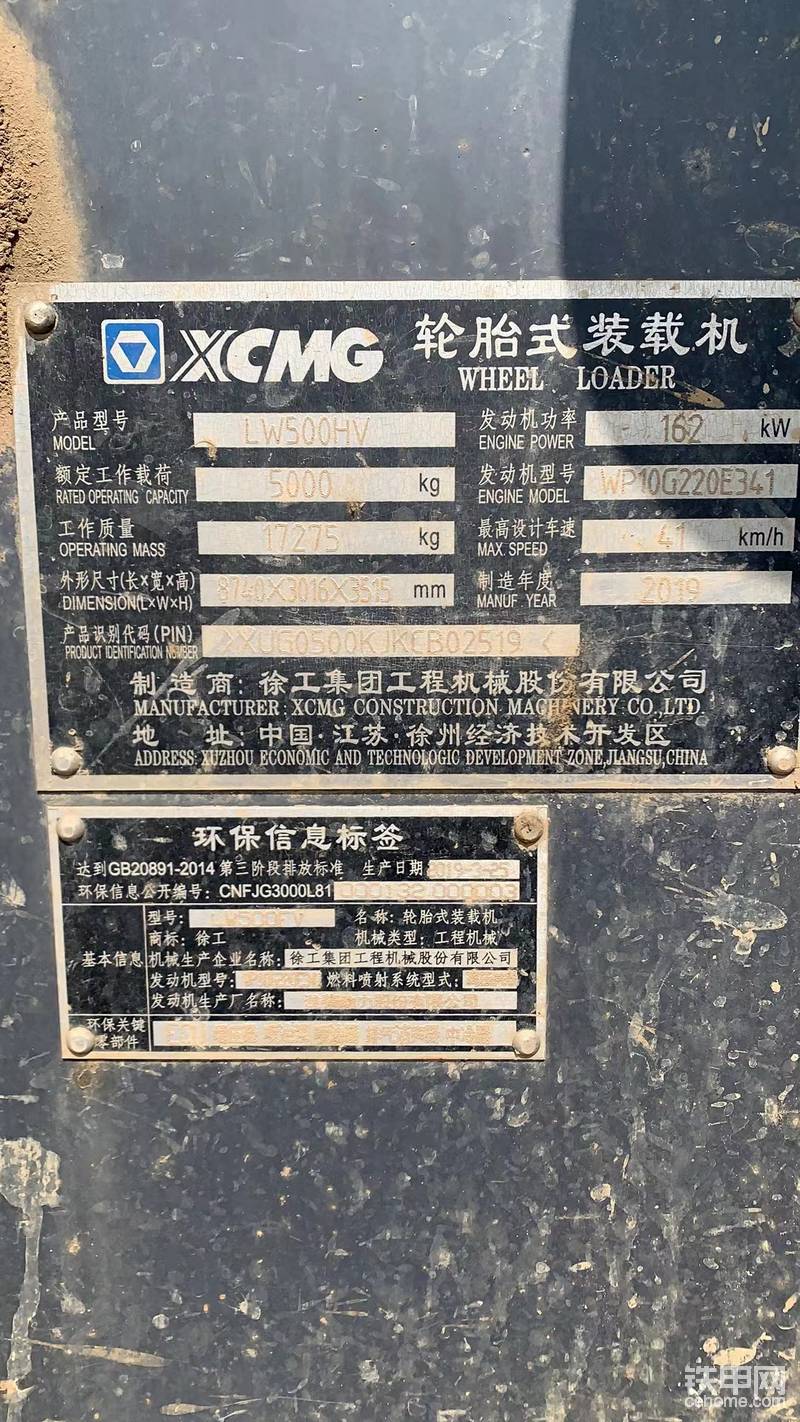 XCMG 轮胎式装载机
WHEEL LOADER
产品型号 LW500HV 发动机功率 162 kW
MODEL ENGINE POWER
额定工作载荷 5000 kg 发动机型号 WP10G220E341
RATED OPERATING CAPACITY ENGINE MODEL
工作质量 17275 kg 最高设计车速 41 km/h
OPERATING MASS MAX SPEED
外形尺寸(长×宽×高) 8740X3016X3515 mm 制造年度 2019
DIMENSION(L×W×H) MANUF YEAR
产品识别代码(PIN) >XUG0500KJKCB02519<
PRODUCT IDENTIFICATION NUMBER
制造商:徐工集团工程机械股份有限公司
MANUFACTURER: XCMG CONSTRUCTION MACHINERY CO.,LTD.
地 址:中国·江苏·徐州经济技术开发区
ADDRESS: XUZHOU ECONOMIC AND TECHNOLOGIC DEVELOPMENT ZONE,JIANGSU,CHINA
环保信息标签
达到GB20891-2014 第三阶段排放标准 生产日期
环保信息公开编号: CNFJG3000L81
型号: 名称: 轮胎式装载机
商标: 徐工 机械类型: 工程机械
基本信息 机械生产企业名称: 徐工集团工程机械股份有限公司
发动机型号: 燃料喷射系统型式:
发动机生产厂名称:
环保关键
零部件
铁甲网
cehome.com